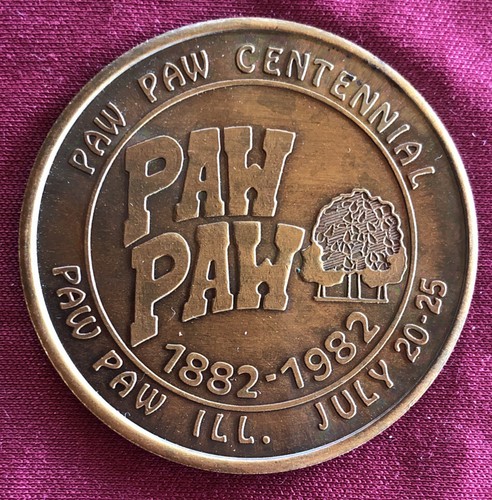 PAW PAW CENTENNIAL
PAW
PAW
1882-1982
PAW PAW ILL. JULY 20-25